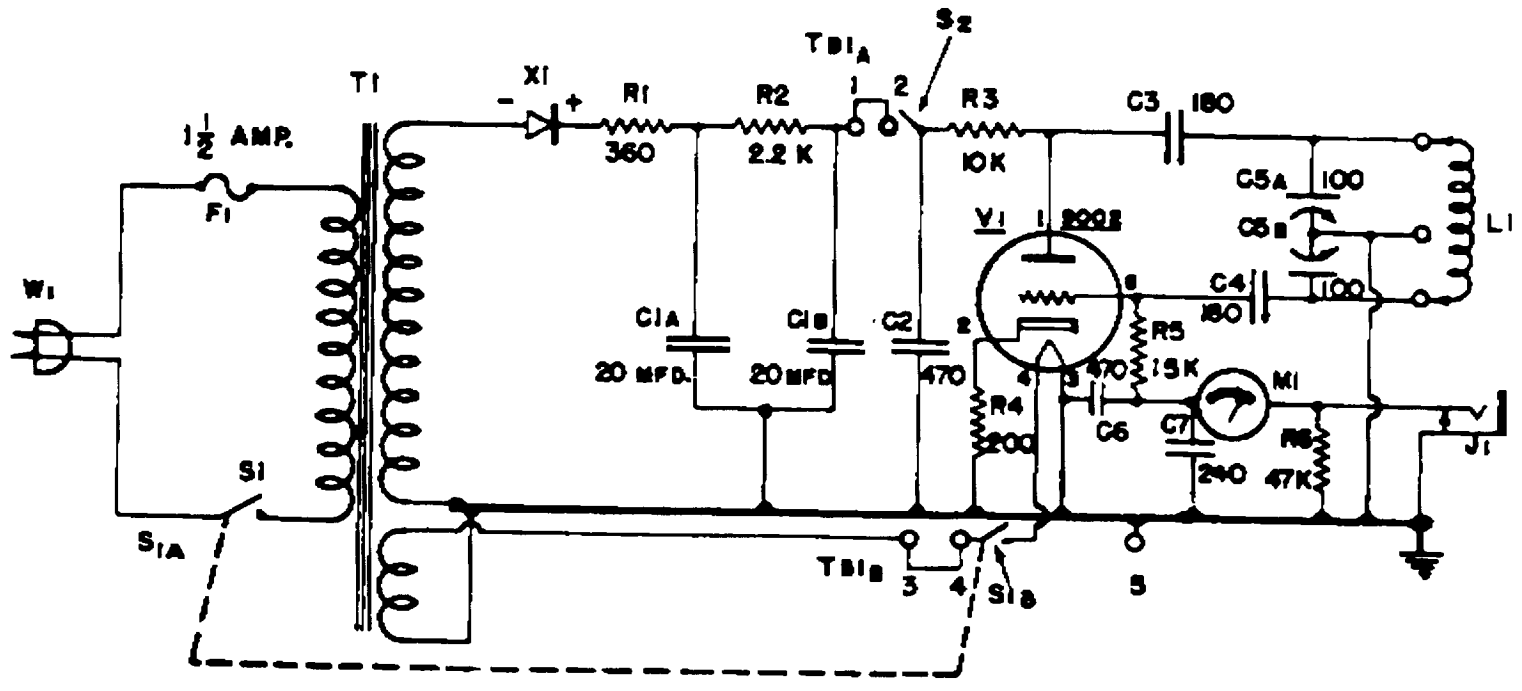 S2
TB1A
X1
T1
- +
R1
1 2
R2
R3
C3 180
1 1/2 AMP.
360
2.2 K
10K
F1
C5A 100
V1 1
C5B
L1
W1
6
C4 100
180
C1A
C1B
C2
2
R5
20 MFD.
20 MFD
470
4 3
470
15K
M1
R4
200
C6
C7
R6
J1
S1
240
47K
S1A
TB1B
3 4
S1B
5